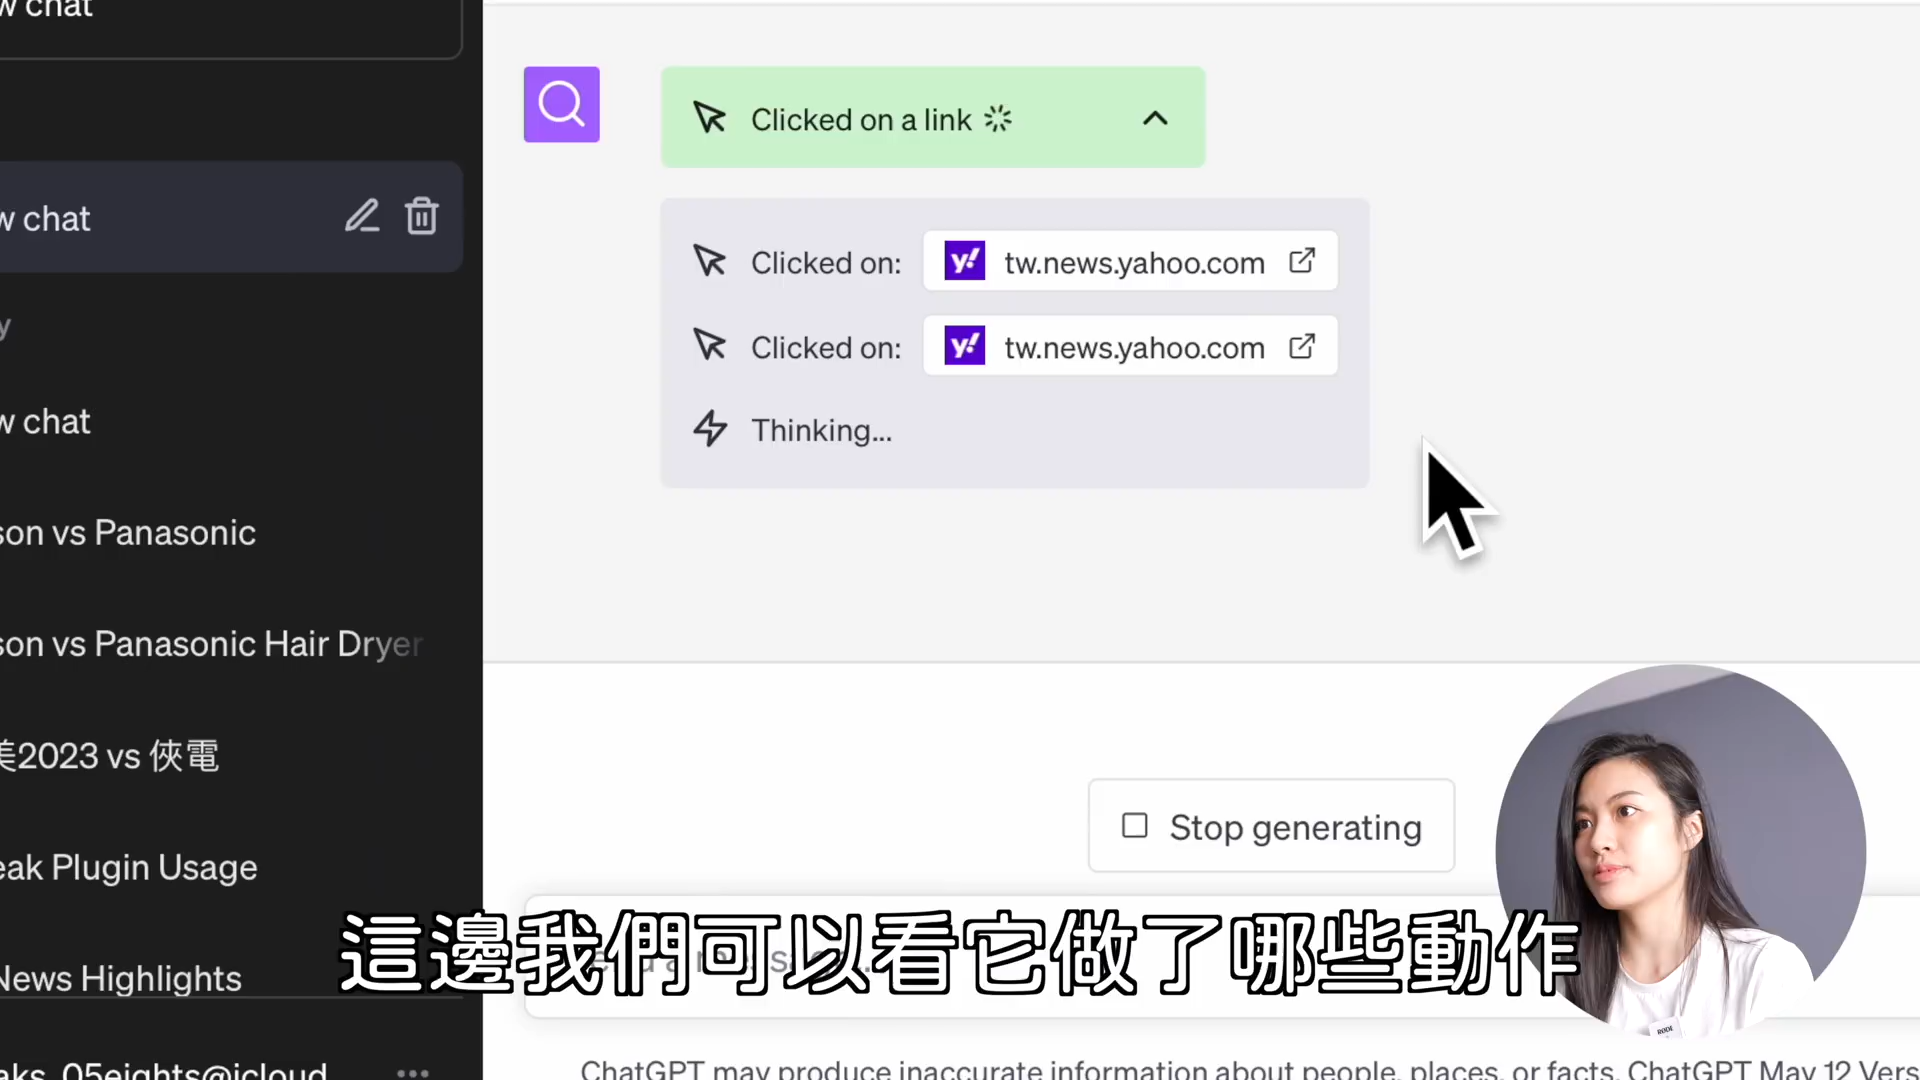 w chat
w chat
y
w chat
son vs Panasonic
son vs Panasonic Hair Dryer
美2023 vs 俠電
eak Plugin Usage
News Highlights
aks_05eights@icloud
Clicked on a link
Clicked on: y! tw.news.yahoo.com
Clicked on: y! tw.news.yahoo.com
Thinking...
Stop generating
這邊我們可以看它做了哪些動作
RØDE
ChatGPT may produce inaccurate information about people, places, or facts. ChatGPT May 12 Vers